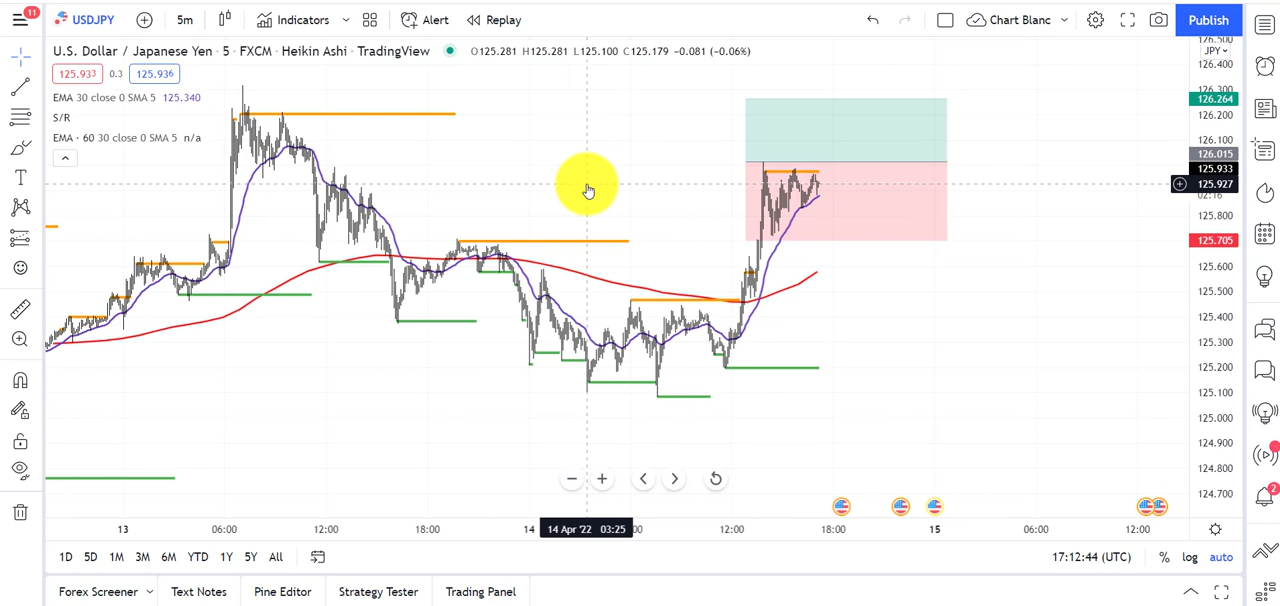 11
USDJPY
5m
Indicators
Alert
Replay
Chart Blanc
Publish
U.S. Dollar / Japanese Yen · 5 · FXCM · Heikin Ashi · TradingView
O125.281 H125.281 L125.100 C125.179 −0.081 (−0.06%)
125.933 0.3 125.936
EMA 30 close 0 SMA 5 125.340
S/R
EMA · 60 30 close 0 SMA 5 n/a
126.500
JPY
126.400
126.300
126.264
126.200
126.100
126.015
125.933
125.927
02:16
125.800
125.705
125.600
125.500
125.400
125.300
125.200
125.100
125.000
124.900
124.800
124.700
13
06:00
12:00
18:00
14
14 Apr '22 03:25
12:00
18:00
15
06:00
12:00
1D 5D 1M 3M 6M YTD 1Y 5Y All
17:12:44 (UTC)
%
log
auto
Forex Screener
Text Notes
Pine Editor
Strategy Tester
Trading Panel
2